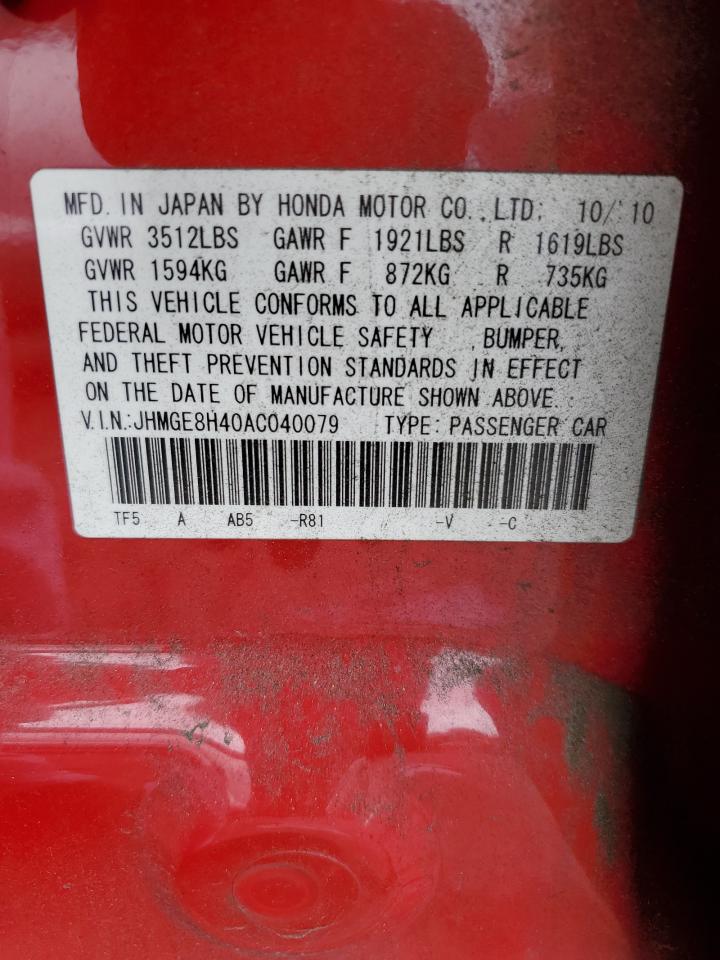 MFD. IN JAPAN BY HONDA MOTOR CO., LTD. 10/10
GVWR 3512LBS GAWR F 1921LBS R 1619LBS
GVWR 1594KG GAWR F 872KG R 735KG
THIS VEHICLE CONFORMS TO ALL APPLICABLE
FEDERAL MOTOR VEHICLE SAFETY , BUMPER,
AND THEFT PREVENTION STANDARDS IN EFFECT
ON THE DATE OF MANUFACTURE SHOWN ABOVE.
V.I.N.:JHMGE8H40AC040079 TYPE: PASSENGER CAR
TF5 A AB5 -R81 -V -C